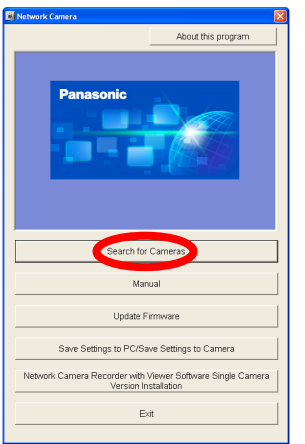 Network Camera
About this program
Panasonic
Search for Cameras
Manual
Update Firmware
Save Settings to PC/Save Settings to Camera
Network Camera Recorder with Viewer Software Single Camera
Version Installation
Exit